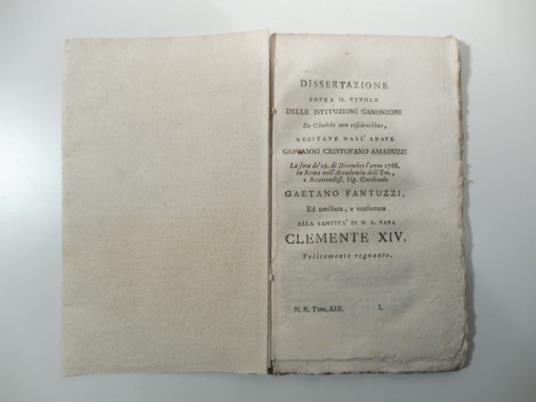 DISSERTAZIONE
SOPRA IL TITOLO
DELLE ISTITUZIONI CANONICHE
De Clericis non residentibus,
RECITATE DALL' ABATE
GIOVANNI CRISTOFANO AMADUZZI
La sera de' 29. di Dicembre l'anno 1768.
in Roma nell' Accademia dell' Em.,
e Reverendiss. Sig. Cardinale
GAETANO FANTUZZI,
Ed umiliata, e consacrata
ALLA SANTITA' DI N. S. PAPA
CLEMENTE XIV.
Felicemente regnante.
N. R. Tom. XIX. I.